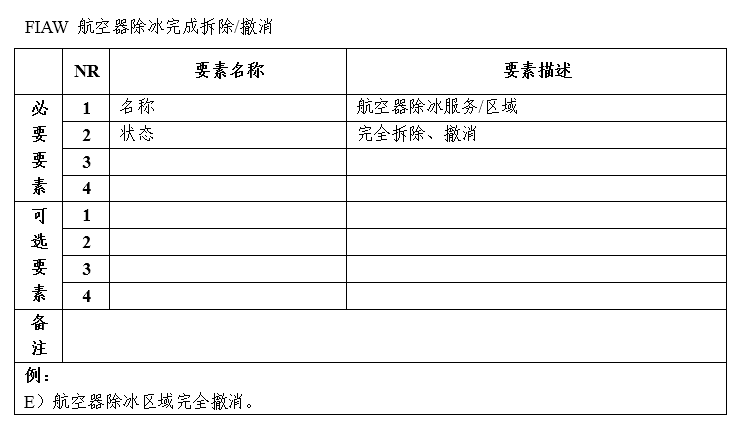 FIAW 航空器除冰完成拆除/撤消
NR 要素名称 要素描述
必要要素
1 名称 航空器除冰服务/区域
2 状态 完全拆除、撤消
3
4
可选要素
1
2
3
4
备注
例：
E）航空器除冰区域完全撤消。